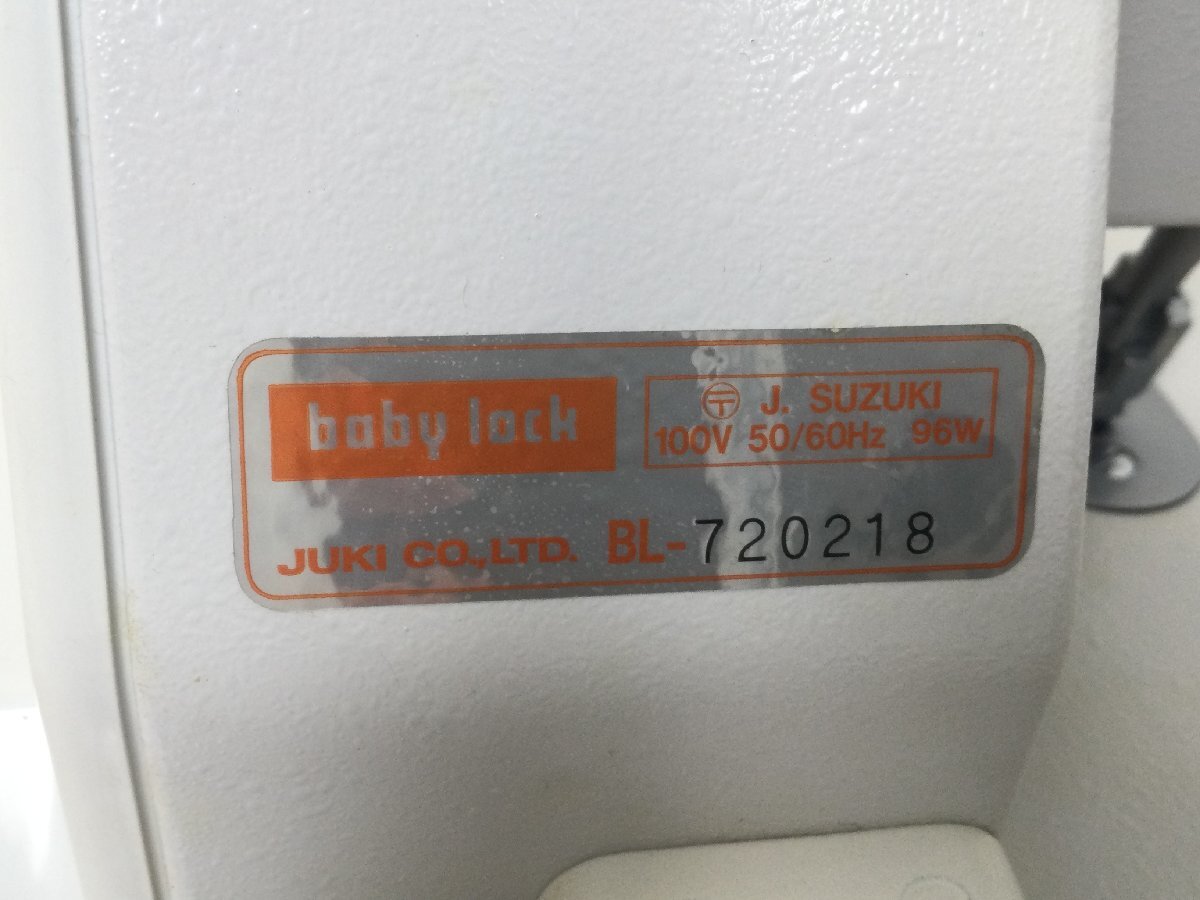 baby lock
〒 J. SUZUKI
100V 50/60Hz 96W
JUKI CO.,LTD. BL-720218